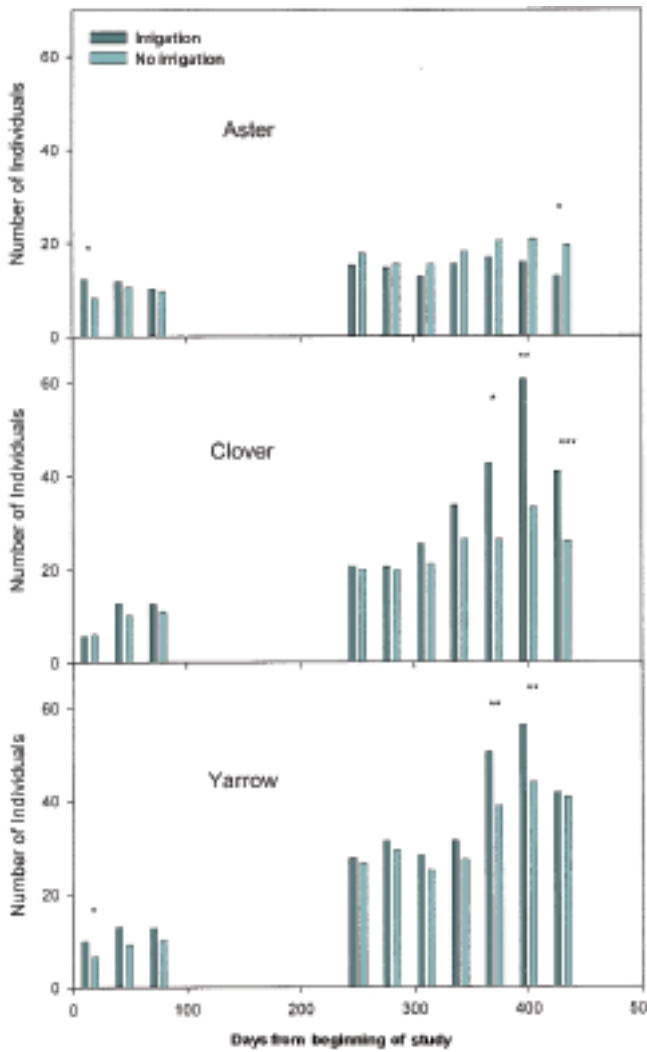 Irrigation
No Irrigation
Number of Individuals
60
40
20
0
Aster
*
*
Number of Individuals
60
40
20
0
Clover
*
**
***
Number of Individuals
60
40
20
0
Yarrow
*
**
**
0
100
200
300
400
50
Days from beginning of study